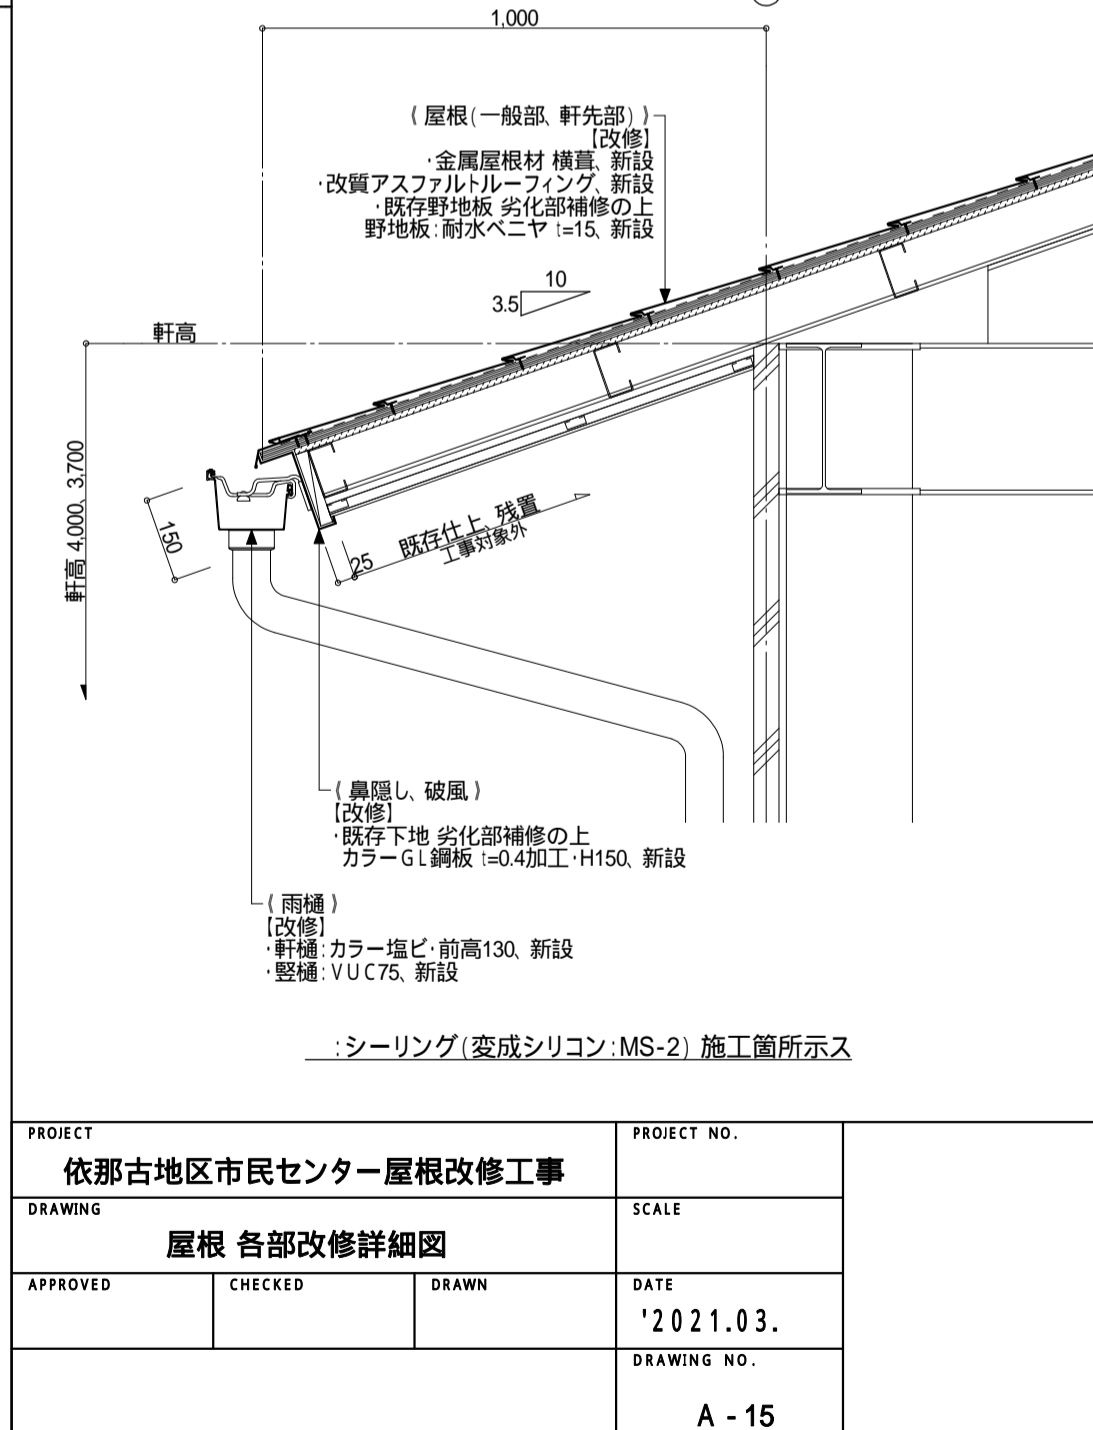 1,000
《 屋根(一般部、軒先部) 》
【改修】
・金属屋根材 横葺、新設
・改質アスファルトルーフィング、新設
・既存野地板 劣化部補修の上
野地板:耐水ベニヤ t=15、新設
10
3.5
軒高
軒高 4,000、3,700
150
25
既存仕上、残置
工事対象外
《 鼻隠し、破風 》
【改修】
・既存下地 劣化部補修の上
カラーGL鋼板 t=0.4加工・H150、新設
《 雨樋 》
【改修】
・軒樋:カラー塩ビ・前高130、新設
・竪樋:VUC75、新設
:シーリング(変成シリコン:MS-2) 施工箇所示ス
PROJECT
依那古地区市民センター屋根改修工事
PROJECT NO.
DRAWING
屋根 各部改修詳細図
SCALE
APPROVED
CHECKED
DRAWN
DATE
'2021.03.
DRAWING NO.
A - 15